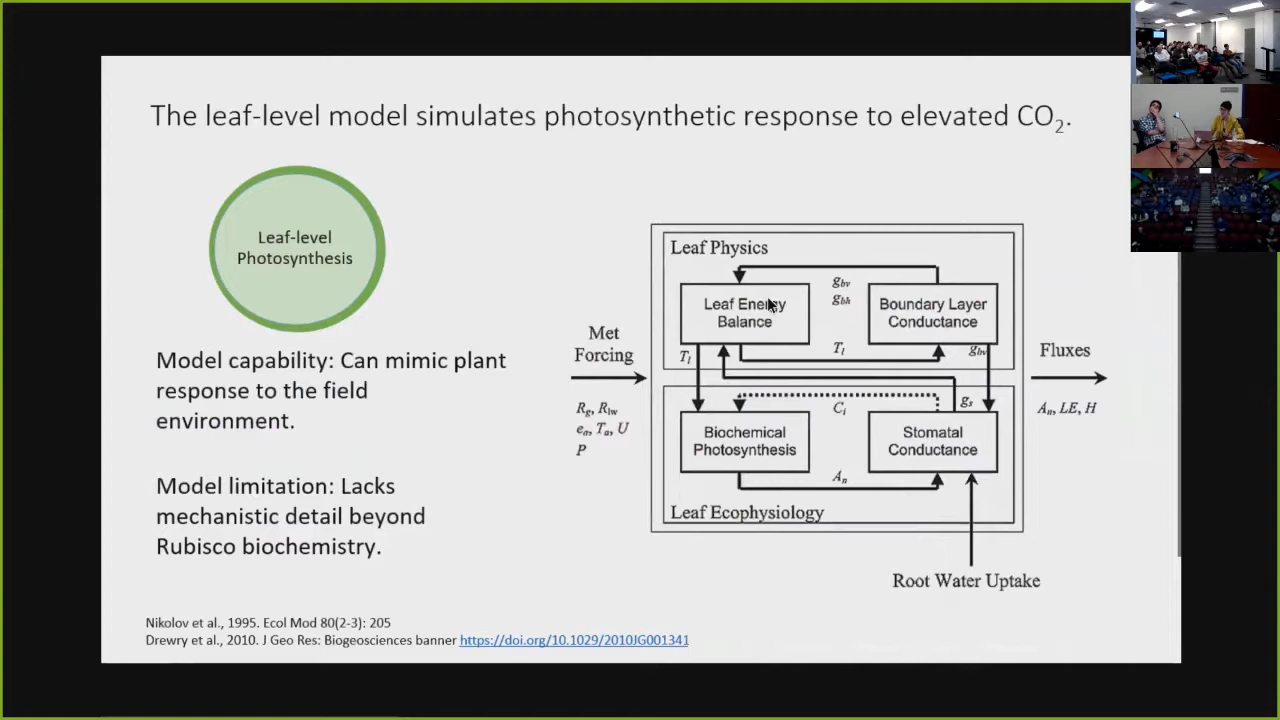 The leaf-level model simulates photosynthetic response to elevated CO₂.
Leaf-level
Photosynthesis
Model capability: Can mimic plant
response to the field
environment.
Model limitation: Lacks
mechanistic detail beyond
Rubisco biochemistry.
Met
Forcing
R_g, R_lw
e_a, T_a, U
P
Leaf Physics
Leaf Energy
Balance
g_bv
g_bh
Boundary Layer
Conductance
T_l
T_l
g_bv
g_s
C_i
Biochemical
Photosynthesis
Stomatal
Conductance
A_n
Leaf Ecophysiology
Fluxes
A_n, LE, H
Root Water Uptake
Nikolov et al., 1995. Ecol Mod 80(2-3): 205
Drewry et al., 2010. J Geo Res: Biogeosciences banner https://doi.org/10.1029/2010JG001341